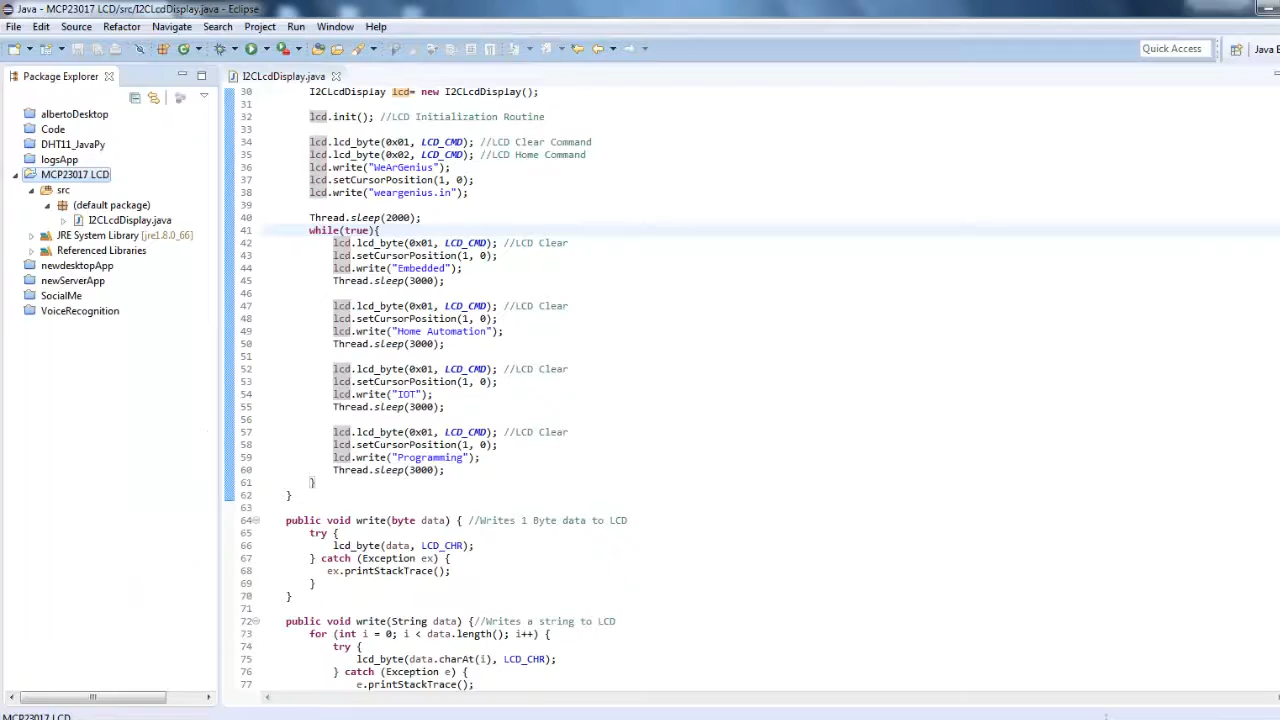 Java - MCP23017 LCD/src/I2CLcdDisplay.java - Eclipse
File Edit Source Refactor Navigate Search Project Run Window Help
Quick Access
Java E
Package Explorer
I2CLcdDisplay.java
albertoDesktop
Code
DHT11_JavaPy
logsApp
MCP23017 LCD
src
(default package)
I2CLcdDisplay.java
JRE System Library [jre1.8.0_66]
Referenced Libraries
newdesktopApp
newServerApp
SocialMe
VoiceRecognition
30 I2CLcdDisplay lcd= new I2CLcdDisplay();
31
32 lcd.init(); //LCD Initialization Routine
33
34 lcd.lcd_byte(0x01, LCD_CMD); //LCD Clear Command
35 lcd.lcd_byte(0x02, LCD_CMD); //LCD Home Command
36 lcd.write("WeArGenius");
37 lcd.setCursorPosition(1, 0);
38 lcd.write("weargenius.in");
39
40 Thread.sleep(2000);
41 while(true){
42 lcd.lcd_byte(0x01, LCD_CMD); //LCD Clear
43 lcd.setCursorPosition(1, 0);
44 lcd.write("Embedded");
45 Thread.sleep(3000);
46
47 lcd.lcd_byte(0x01, LCD_CMD); //LCD Clear
48 lcd.setCursorPosition(1, 0);
49 lcd.write("Home Automation");
50 Thread.sleep(3000);
51
52 lcd.lcd_byte(0x01, LCD_CMD); //LCD Clear
53 lcd.setCursorPosition(1, 0);
54 lcd.write("IOT");
55 Thread.sleep(3000);
56
57 lcd.lcd_byte(0x01, LCD_CMD); //LCD Clear
58 lcd.setCursorPosition(1, 0);
59 lcd.write("Programming");
60 Thread.sleep(3000);
61 }
62 }
63
64 public void write(byte data) { //Writes 1 Byte data to LCD
65 try {
66 lcd_byte(data, LCD_CHR);
67 } catch (Exception ex) {
68 ex.printStackTrace();
69 }
70 }
71
72 public void write(String data) {//Writes a string to LCD
73 for (int i = 0; i < data.length(); i++) {
74 try {
75 lcd_byte(data.charAt(i), LCD_CHR);
76 } catch (Exception e) {
77 e.printStackTrace();
MCP23017 LCD